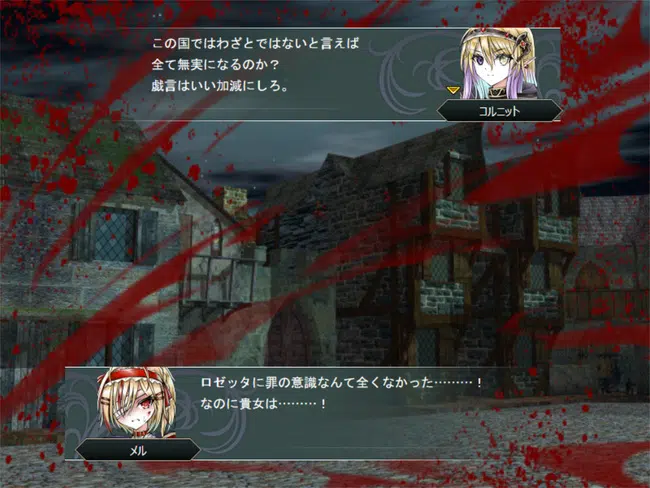 この国ではわざとではないと言えば
全て無実になるのか？
戯言はいい加減にしろ。
コルニット
ロゼッタに罪の意識なんて全くなかった………！
なのに貴女は………！
メル